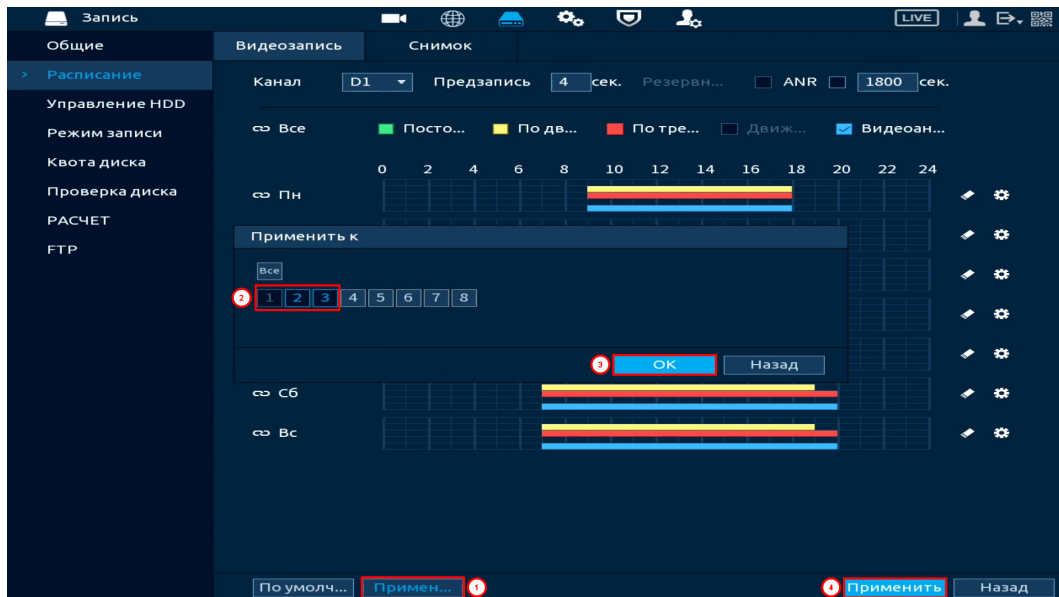 Запись LIVE
Общие
Расписание
Управление HDD
Режим записи
Квота диска
Проверка диска
РАСЧЕТ
FTP
Видеозапись Снимок
Канал D1 Предзапись 4 сек. Резервн... ANR 1800 сек.
Все Посто... По дв... По тре... Движ... Видеоан...
0 2 4 6 8 10 12 14 16 18 20 22 24
Пн
Применить к
Все
2 1 2 3 4 5 6 7 8
3 OK Назад
Сб
Вс
По умолч... Примен... 1 4 Применить Назад